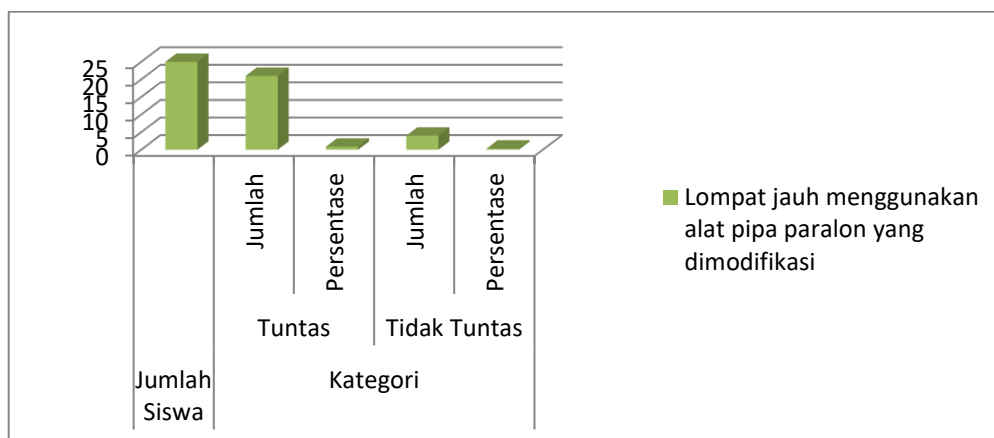 25
20
15
10
5
0
Jumlah
Persentase
Jumlah
Persentase
Tuntas
Tidak Tuntas
Jumlah
Siswa
Kategori
Lompat jauh menggunakan
alat pipa paralon yang
dimodifikasi